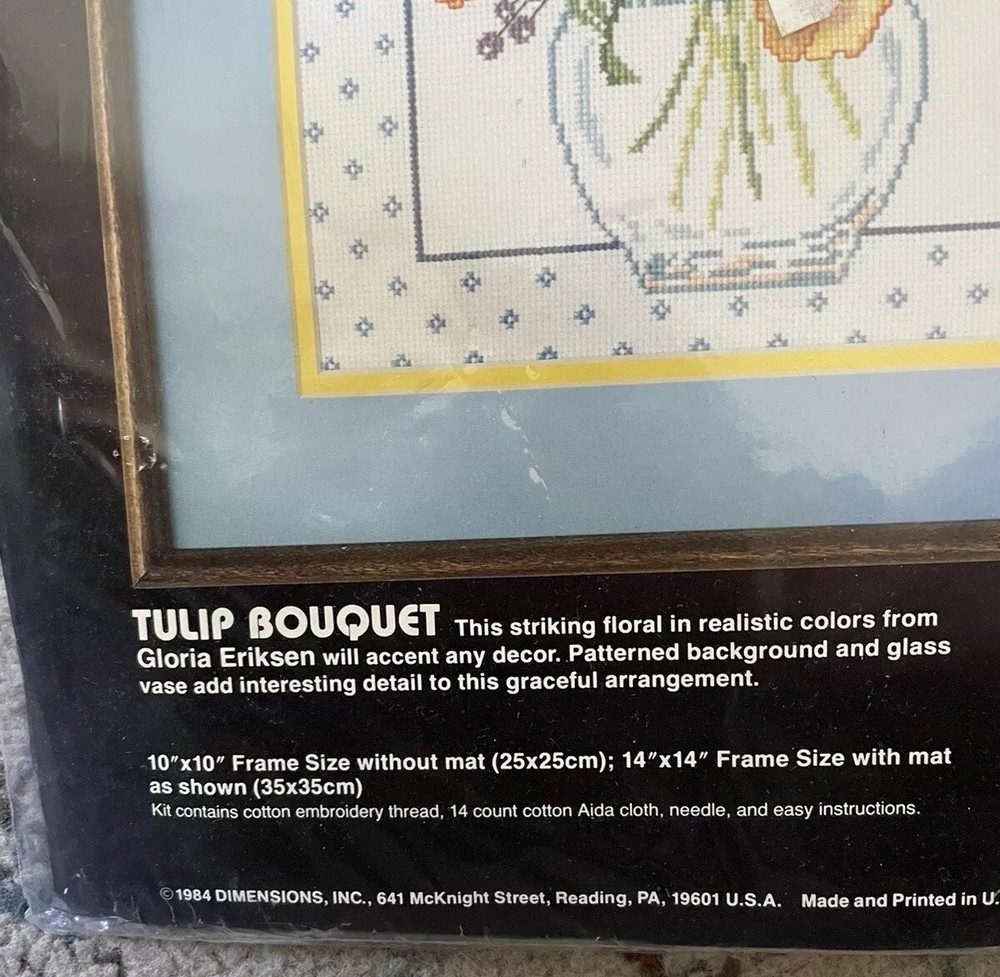 TULIP BOUQUET This striking floral in realistic colors from
Gloria Eriksen will accent any decor. Patterned background and glass
vase add interesting detail to this graceful arrangement.
10"x10" Frame Size without mat (25x25cm); 14"x14" Frame Size with mat
as shown (35x35cm)
Kit contains cotton embroidery thread, 14 count cotton Aida cloth, needle, and easy instructions.
©1984 DIMENSIONS, INC., 641 McKnight Street, Reading, PA, 19601 U.S.A. Made and Printed in U.